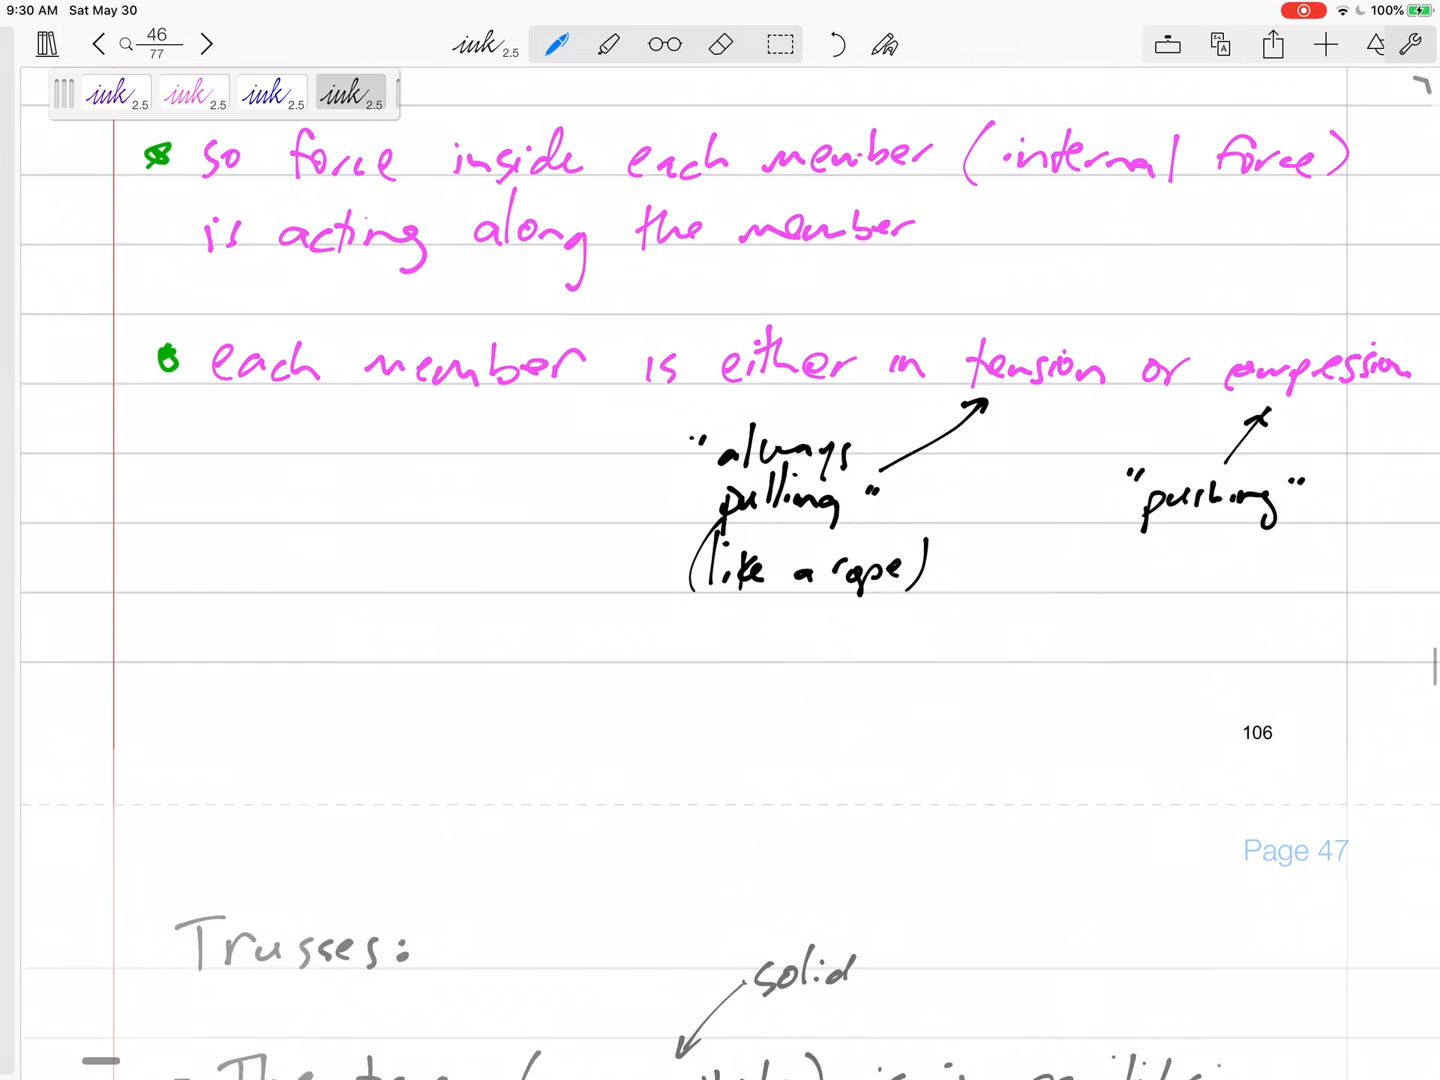 9:30 AM Sat May 30
100%
46
77
ink 2.5
ink 2.5 ink 2.5 ink 2.5 ink 2.5
so force inside each member (internal force)
is acting along the member
each member is either in tension or compession
"always
pulling"
(like a rope)
"pushing"
106
Page 47
Trusses:
solid